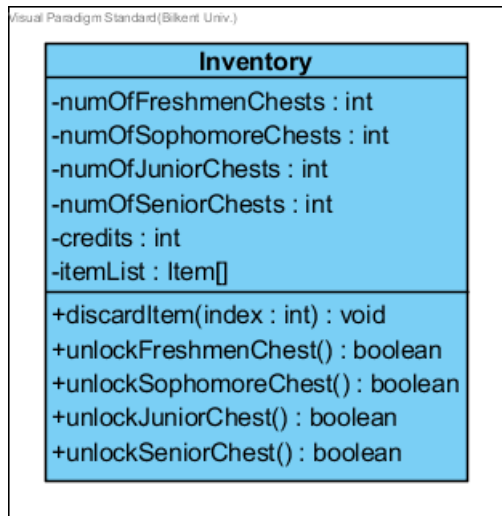 Visual Paradigm Standard(Bilkent Univ.)
Inventory
-numOfFreshmenChests : int
-numOfSophomoreChests : int
-numOfJuniorChests : int
-numOfSeniorChests : int
-credits : int
-itemList : Item[]
+discardItem(index : int) : void
+unlockFreshmenChest() : boolean
+unlockSophomoreChest() : boolean
+unlockJuniorChest() : boolean
+unlockSeniorChest() : boolean